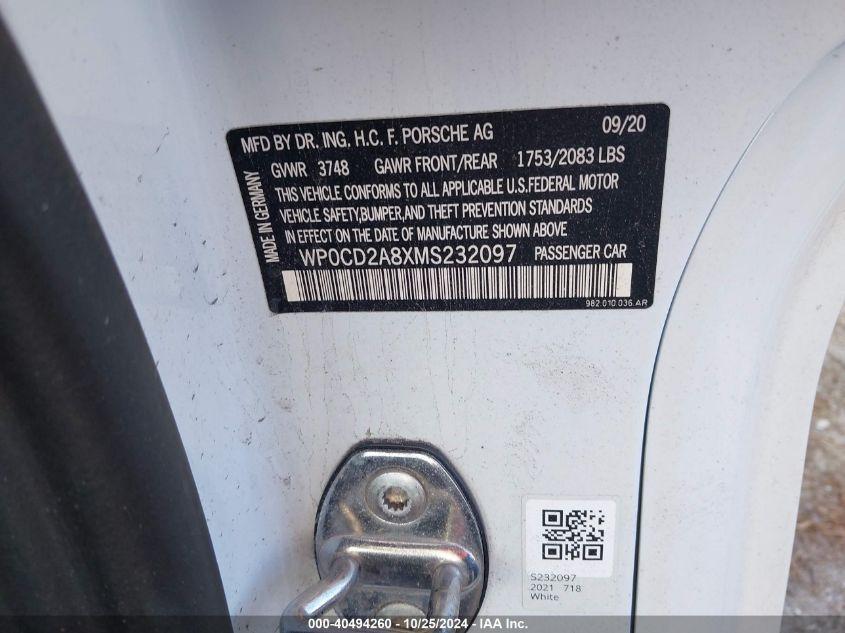 MFD BY DR. ING. H.C. F. PORSCHE AG 09/20
GVWR 3748 GAWR FRONT/REAR 1753/2083 LBS
THIS VEHICLE CONFORMS TO ALL APPLICABLE U.S.FEDERAL MOTOR
VEHICLE SAFETY,BUMPER,AND THEFT PREVENTION STANDARDS
IN EFFECT ON THE DATE OF MANUFACTURE SHOWN ABOVE
WP0CD2A8XMS232097 PASSENGER CAR
982.010.036.AR
MADE IN GERMANY
S232097
2021 718
White
000-40494260 - 10/25/2024 - IAA Inc.